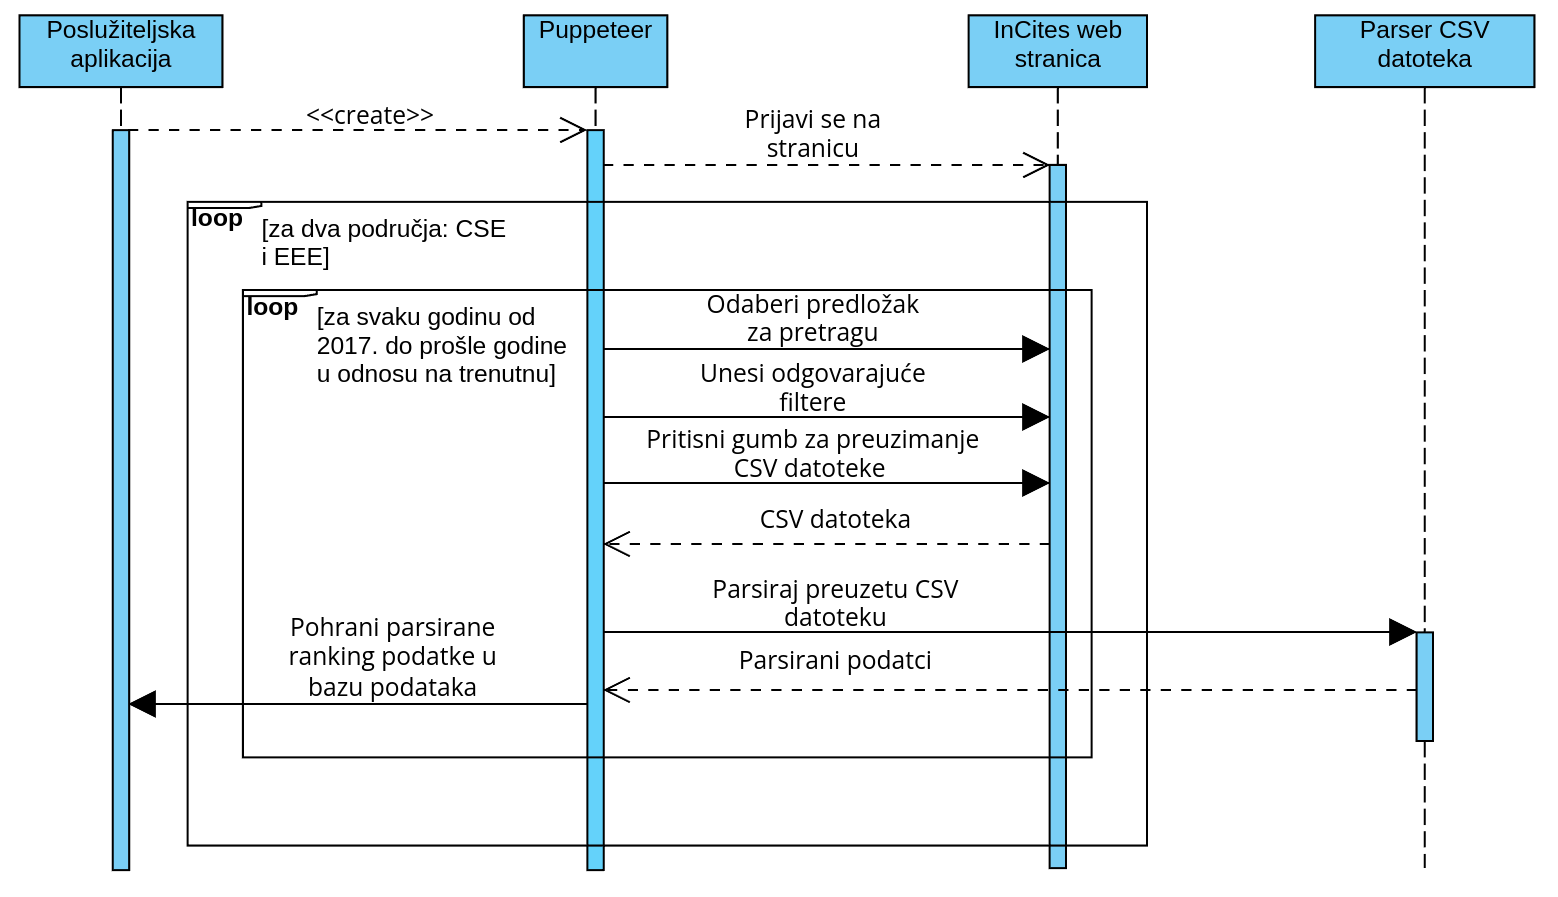 Poslužiteljska
aplikacija
Puppeteer
InCites web
stranica
Parser CSV
datoteka
<<create>>
Prijavi se na
stranicu
loop
[za dva područja: CSE
i EEE]
loop
[za svaku godinu od
2017. do prošle godine
u odnosu na trenutnu]
Odaberi predložak
za pretragu
Unesi odgovarajuće
filtere
Pritisni gumb za preuzimanje
CSV datoteke
CSV datoteka
Parsiraj preuzetu CSV
datoteku
Parsirani podatci
Pohrani parsirane
ranking podatke u
bazu podataka